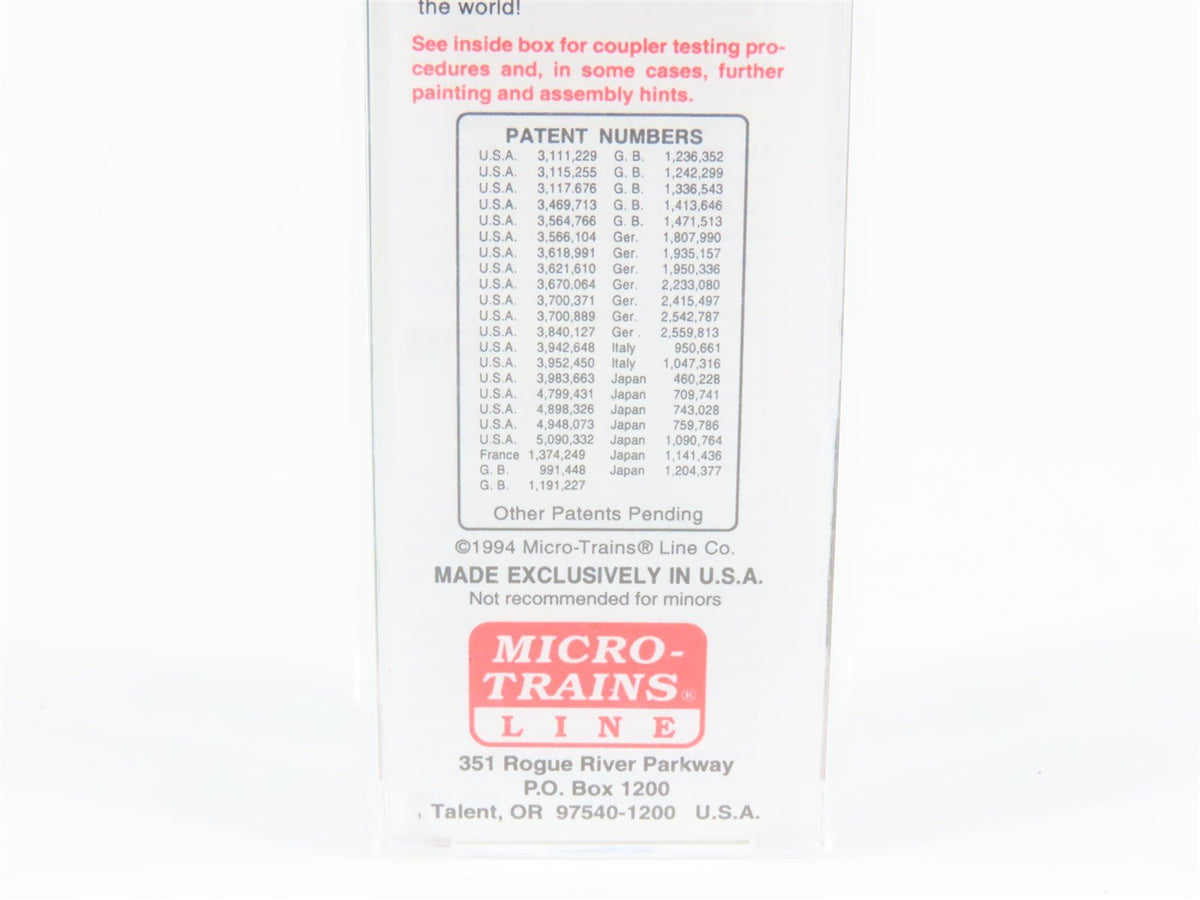 the world!
See inside box for coupler testing pro-
cedures and, in some cases, further
painting and assembly hints.
PATENT NUMBERS
U.S.A. 3,111,229 G. B. 1,236,352
U.S.A. 3,115,255 G. B. 1,242,299
U.S.A. 3,117.676 G. B. 1,336,543
U.S.A. 3,469,713 G. B. 1,413,646
U.S.A. 3,564,766 G. B. 1,471,513
U.S.A. 3,566,104 Ger. 1,807,990
U.S.A. 3,618,991 Ger. 1,935,157
U.S.A. 3,621,610 Ger. 1,950,336
U.S.A. 3,670,064 Ger. 2,233,080
U.S.A. 3,700,371 Ger. 2,415,497
U.S.A. 3,700,889 Ger. 2,542,787
U.S.A. 3,840,127 Ger . 2,559,813
U.S.A. 3,942,648 Italy 950,661
U.S.A. 3,952,450 Italy 1,047,316
U.S.A. 3,983,663 Japan 460,228
U.S.A. 4,799,431 Japan 709,741
U.S.A. 4,898,326 Japan 743,028
U.S.A. 4,948,073 Japan 759,786
U.S.A. 5,090,332 Japan 1,090,764
France 1,374,249 Japan 1,141,436
G. B. 991,448 Japan 1,204,377
G. B. 1,191,227
Other Patents Pending
©1994 Micro-Trains® Line Co.
MADE EXCLUSIVELY IN U.S.A.
Not recommended for minors
MICRO-
TRAINS®
LINE
351 Rogue River Parkway
P.O. Box 1200
Talent, OR 97540-1200 U.S.A.